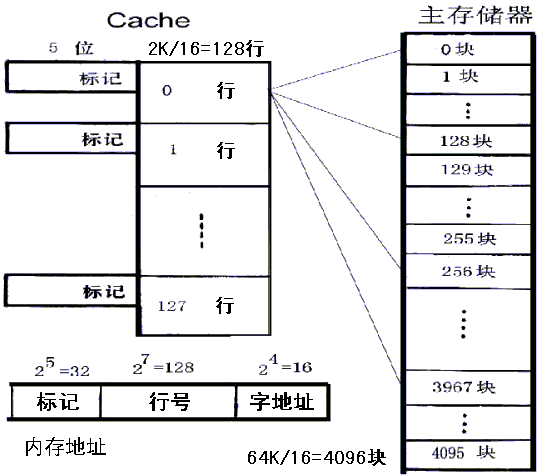 Cache
5 位
2K/16=128行
标记
0 行
标记
1 行
标记
127 行
2^5=32
2^7=128
2^4=16
标记
行号
字地址
内存地址
主存储器
0块
1块
128块
129块
255块
256块
3967块
4095 块
64K/16=4096块